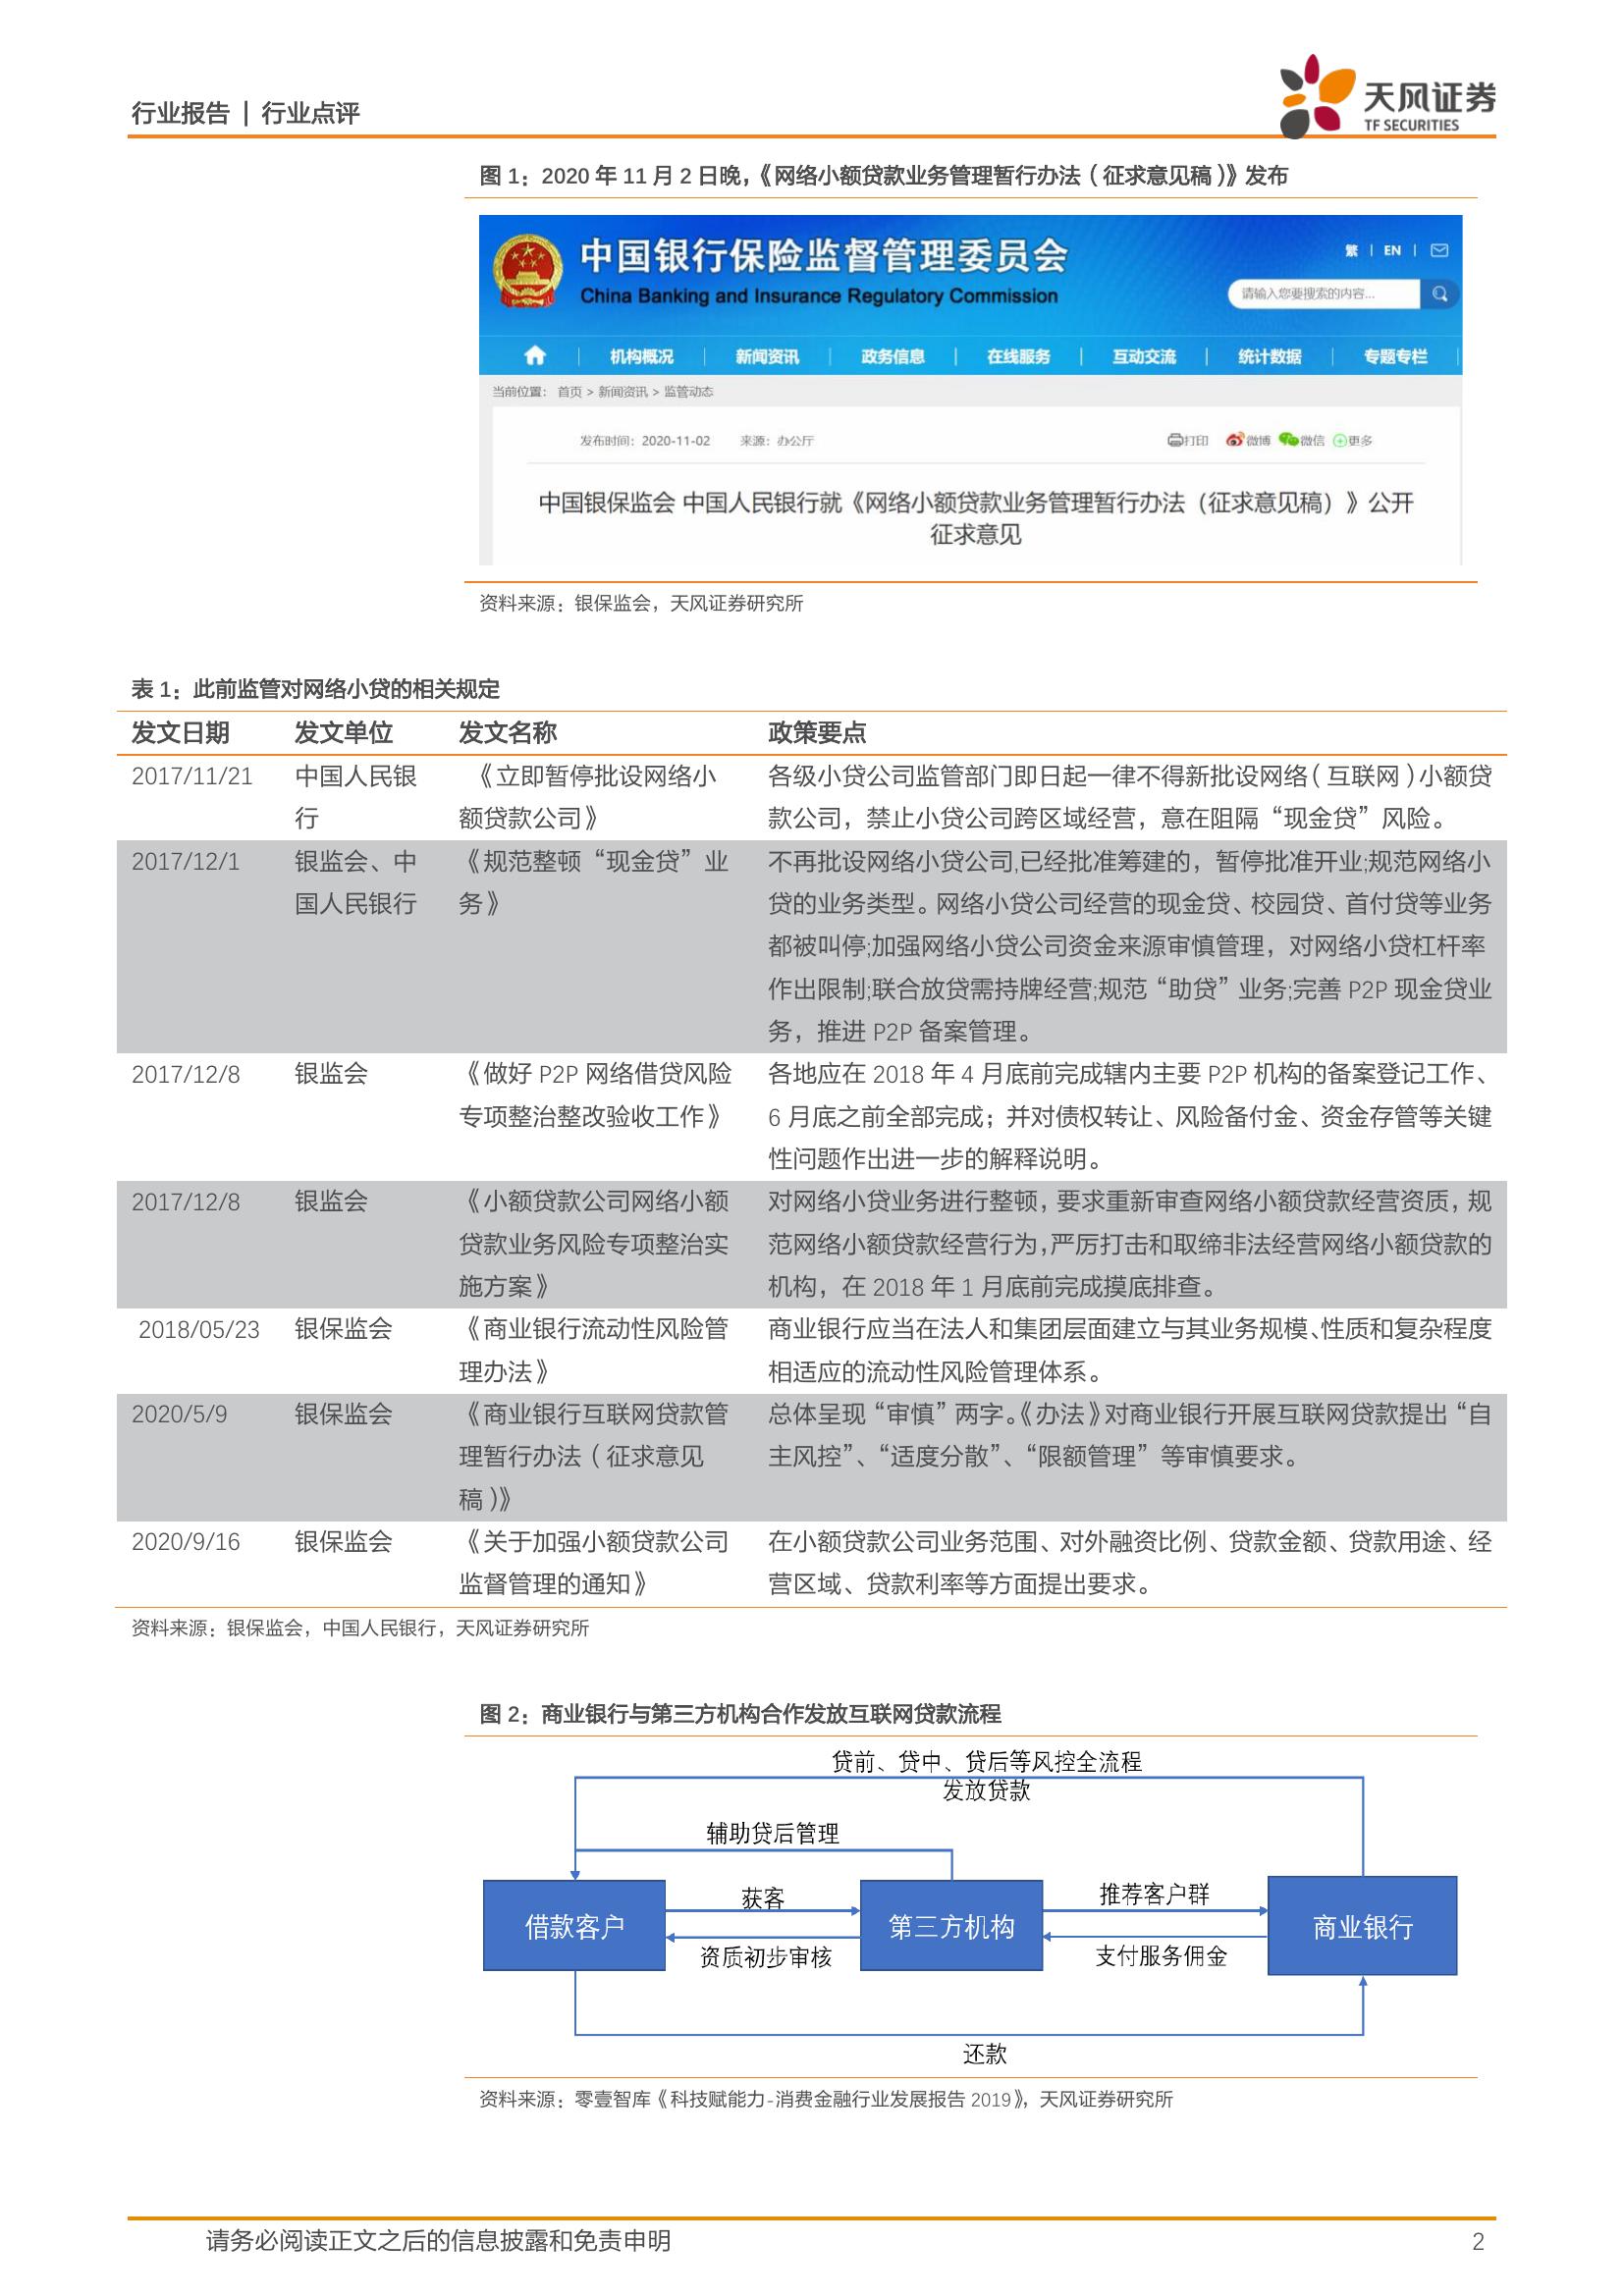 行业报告 | 行业点评
天风证券
TF SECURITIES
图 1：2020 年 11 月 2 日晚，《网络小额贷款业务管理暂行办法（征求意见稿）》发布
中国银行保险监督管理委员会
China Banking and Insurance Regulatory Commission
繁 | EN |
请输入您要搜索的内容...
机构概况 新闻资讯 政务信息 在线服务 互动交流 统计数据 专题专栏
当前位置： 首页 > 新闻资讯 > 监管动态
发布时间：2020-11-02 来源：办公厅 打印 微博 微信 更多
中国银保监会 中国人民银行就《网络小额贷款业务管理暂行办法（征求意见稿）》公开
征求意见
资料来源：银保监会，天风证券研究所
表 1：此前监管对网络小贷的相关规定
发文日期 发文单位 发文名称 政策要点
2017/11/21 中国人民银 《立即暂停批设网络小 各级小贷公司监管部门即日起一律不得新批设网络（互联网）小额贷
行 额贷款公司》 款公司，禁止小贷公司跨区域经营，意在阻隔“现金贷”风险。
2017/12/1 银监会、中 《规范整顿“现金贷”业 不再批设网络小贷公司,已经批准筹建的，暂停批准开业;规范网络小
国人民银行 务》 贷的业务类型。网络小贷公司经营的现金贷、校园贷、首付贷等业务
都被叫停;加强网络小贷公司资金来源审慎管理，对网络小贷杠杆率
作出限制;联合放贷需持牌经营;规范“助贷”业务;完善 P2P 现金贷业
务，推进 P2P 备案管理。
2017/12/8 银监会 《做好 P2P 网络借贷风险 各地应在 2018 年 4 月底前完成辖内主要 P2P 机构的备案登记工作、
专项整治整改验收工作》 6 月底之前全部完成；并对债权转让、风险备付金、资金存管等关键
性问题作出进一步的解释说明。
2017/12/8 银监会 《小额贷款公司网络小额 对网络小贷业务进行整顿，要求重新审查网络小额贷款经营资质，规
贷款业务风险专项整治实 范网络小额贷款经营行为，严厉打击和取缔非法经营网络小额贷款的
施方案》 机构，在 2018 年 1 月底前完成摸底排查。
2018/05/23 银保监会 《商业银行流动性风险管 商业银行应当在法人和集团层面建立与其业务规模、性质和复杂程度
理办法》 相适应的流动性风险管理体系。
2020/5/9 银保监会 《商业银行互联网贷款管 总体呈现“审慎”两字。《办法》对商业银行开展互联网贷款提出“自
理暂行办法（征求意见 主风控”、“适度分散”、“限额管理”等审慎要求。
稿）》
2020/9/16 银保监会 《关于加强小额贷款公司 在小额贷款公司业务范围、对外融资比例、贷款金额、贷款用途、经
监督管理的通知》 营区域、贷款利率等方面提出要求。
资料来源：银保监会，中国人民银行，天风证券研究所
图 2：商业银行与第三方机构合作发放互联网贷款流程
贷前、贷中、贷后等风控全流程
发放贷款
辅助贷后管理
获客 推荐客户群
借款客户 第三方机构 商业银行
资质初步审核 支付服务佣金
还款
资料来源：零壹智库《科技赋能力-消费金融行业发展报告 2019》，天风证券研究所
请务必阅读正文之后的信息披露和免责申明 2